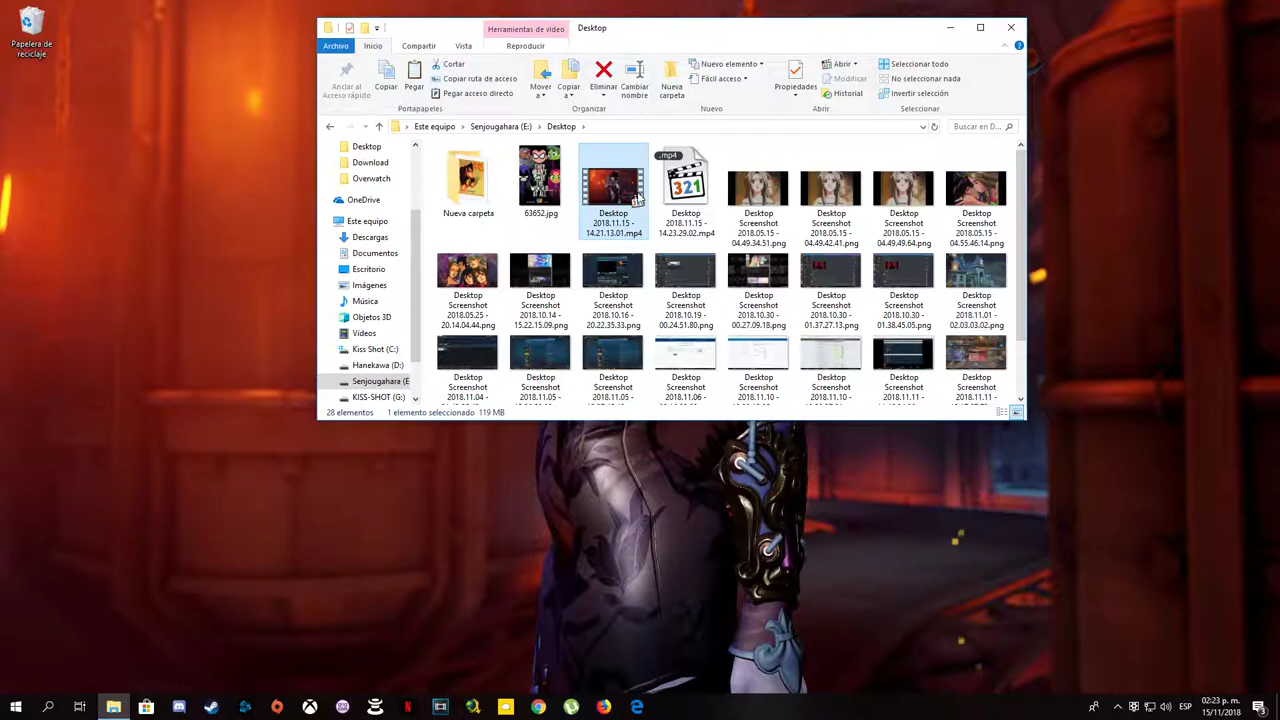 Papelera de
reciclaje
Herramientas de video
Desktop
Archivo
Inicio
Compartir
Vista
Reproducir
Anclar al
Acceso rápido
Copiar
Pegar
Cortar
Copiar ruta de acceso
Pegar acceso directo
Portapapeles
Mover
a
Copiar
a
Eliminar
Cambiar
nombre
Organizar
Nueva
carpeta
Nuevo elemento
Fácil acceso
Nuevo
Propiedades
Abrir
Modificar
Historial
Abrir
Seleccionar todo
No seleccionar nada
Invertir selección
Seleccionar
Este equipo
Senjougahara (E:)
Desktop
Buscar en D...
Desktop
Download
Overwatch
OneDrive
Este equipo
Descargas
Documentos
Escritorio
Imágenes
Música
Objetos 3D
Vídeos
Kiss Shot (C:)
Hanekawa (D:)
Senjougahara (E
KISS-SHOT (G:)
.mp4
321
Nueva carpeta
63652.jpg
Desktop
2018.11.15 -
14.21.13.01.mp4
Desktop
2018.11.15 -
14.23.29.02.mp4
Desktop
Screenshot
2018.05.15 -
04.49.34.51.png
Desktop
Screenshot
2018.05.15 -
04.49.42.41.png
Desktop
Screenshot
2018.05.15 -
04.49.49.64.png
Desktop
Screenshot
2018.05.15 -
04.55.46.14.png
Desktop
Screenshot
2018.05.25 -
20.14.04.44.png
Desktop
Screenshot
2018.10.14 -
15.22.15.09.png
Desktop
Screenshot
2018.10.16 -
20.22.35.33.png
Desktop
Screenshot
2018.10.19 -
00.24.51.80.png
Desktop
Screenshot
2018.10.30 -
00.27.09.18.png
Desktop
Screenshot
2018.10.30 -
01.37.27.13.png
Desktop
Screenshot
2018.10.30 -
01.38.45.05.png
Desktop
Screenshot
2018.11.01 -
02.03.03.02.png
Desktop
Screenshot
2018.11.04 -
Desktop
Screenshot
2018.11.05 -
Desktop
Screenshot
2018.11.05 -
Desktop
Screenshot
2018.11.06 -
Desktop
Screenshot
2018.11.10 -
Desktop
Screenshot
2018.11.10 -
Desktop
Screenshot
2018.11.11 -
Desktop
Screenshot
2018.11.11 -
28 elementos
1 elemento seleccionado
119 MB
ESP
02:23 p. m.
15/11/2018